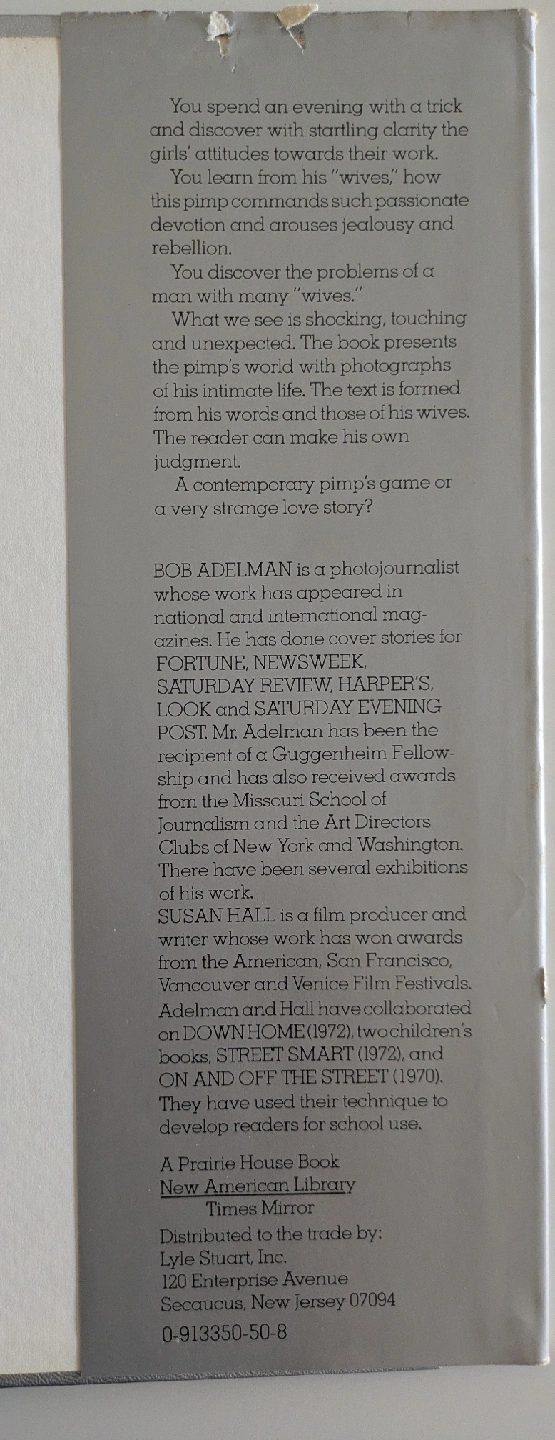 You spend an evening with a trick
and discover with startling clarity the
girls' attitudes towards their work.
You learn from his "wives," how
this pimp commands such passionate
devotion and arouses jealousy and
rebellion.
You discover the problems of a
man with many "wives."
What we see is shocking, touching
and unexpected. The book presents
the pimp's world with photographs
of his intimate life. The text is formed
from his words and those of his wives.
The reader can make his own
judgment.
A contemporary pimp's game or
a very strange love story?
BOB ADELMAN is a photojournalist
whose work has appeared in
national and international mag-
azines. He has done cover stories for
FORTUNE, NEWSWEEK,
SATURDAY REVIEW, HARPER'S,
LOOK and SATURDAY EVENING
POST. Mr. Adelman has been the
recipient of a Guggenheim Fellow-
ship and has also received awards
from the Missouri School of
Journalism and the Art Directors
Clubs of New York and Washington.
There have been several exhibitions
of his work.
SUSAN HALL is a film producer and
writer whose work has won awards
from the American, San Francisco,
Vancouver and Venice Film Festivals.
Adelman and Hall have collaborated
on DOWN HOME (1972), two children's
books, STREET SMART (1972), and
ON AND OFF THE STREET (1970).
They have used their technique to
develop readers for school use.
A Prairie House Book
New American Library
Times Mirror
Distributed to the trade by:
Lyle Stuart, Inc.
120 Enterprise Avenue
Secaucus, New Jersey 07094
0-913350-50-8